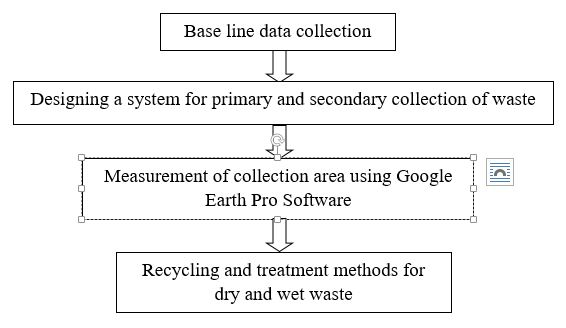 Base line data collection
Designing a system for primary and secondary collection of waste
Measurement of collection area using Google
Earth Pro Software
Recycling and treatment methods for
dry and wet waste